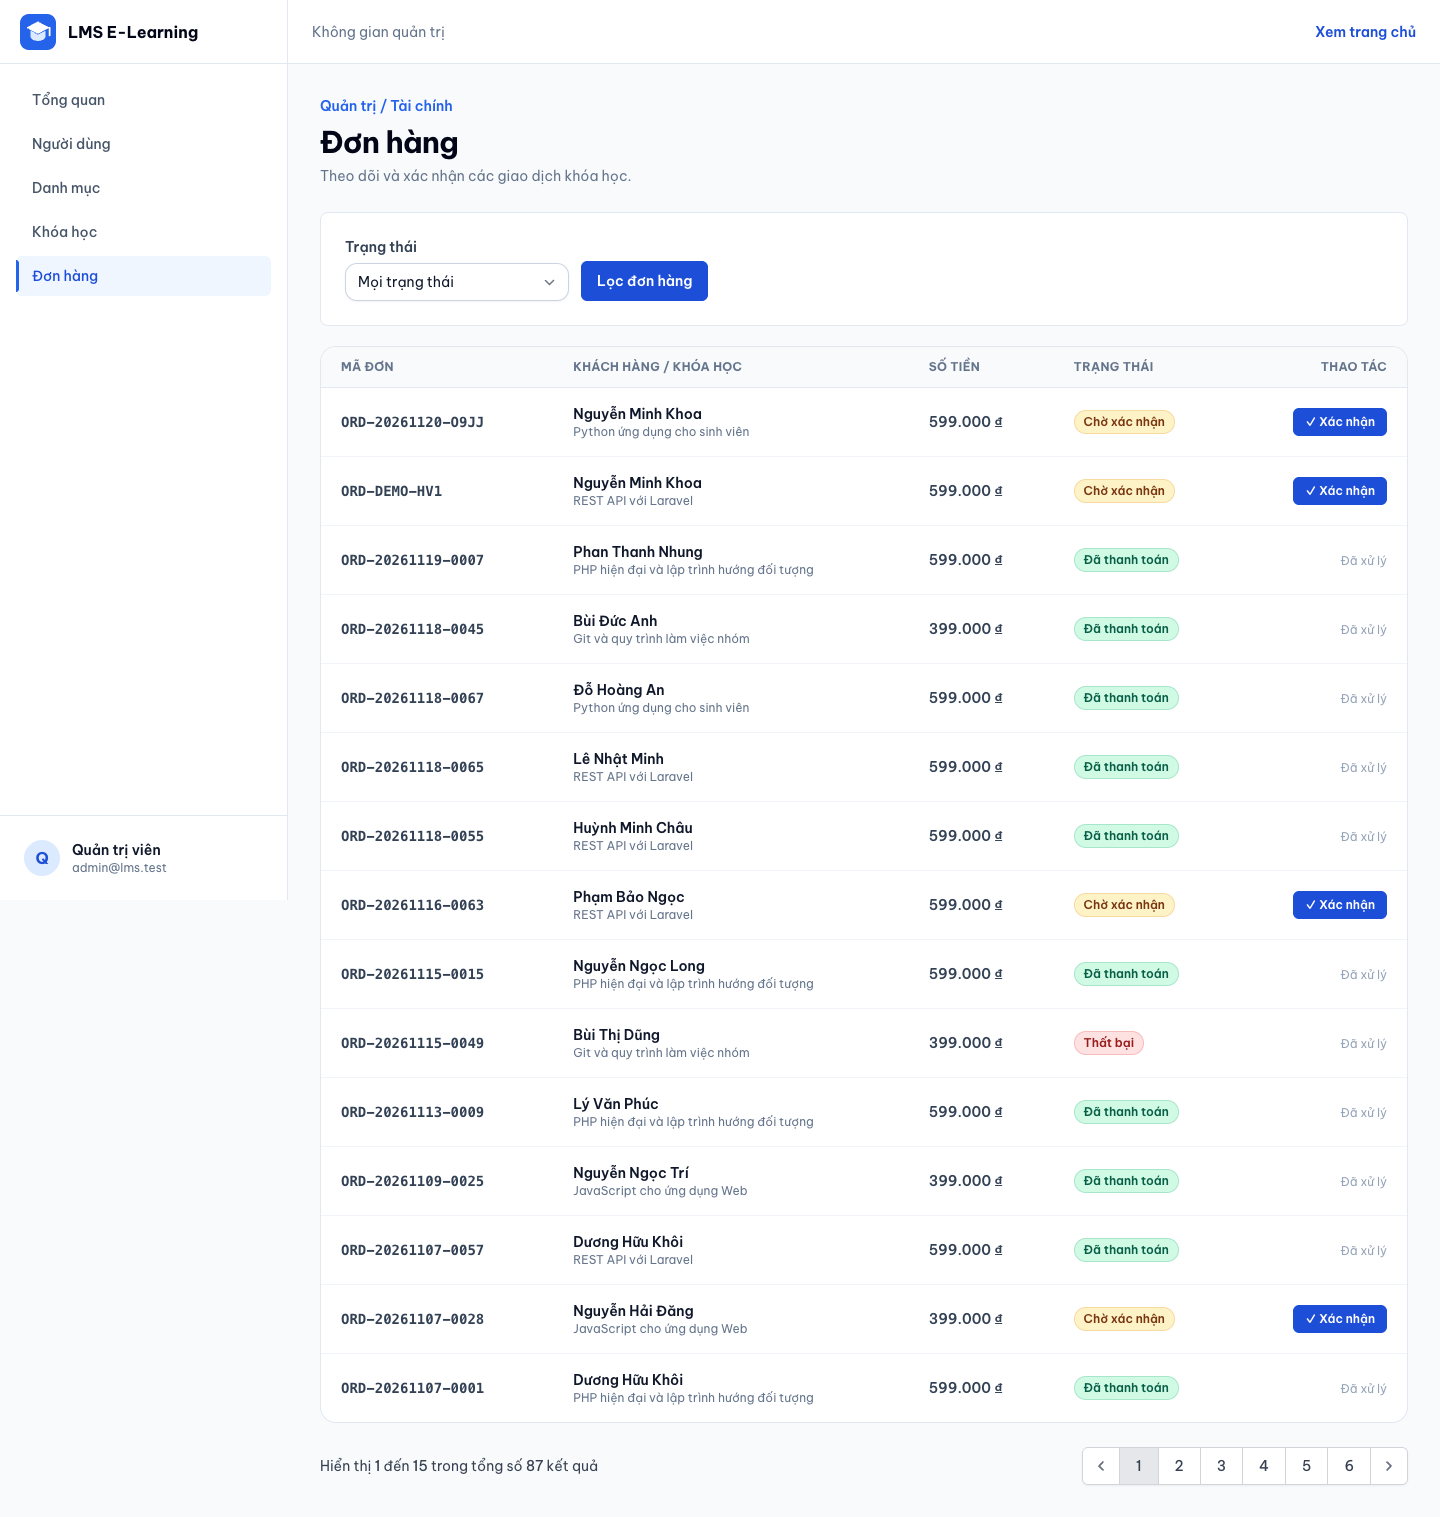 LMS E-Learning
Không gian quản trị
Xem trang chủ
Tổng quan
Người dùng
Danh mục
Khóa học
Đơn hàng
Quản trị viên
admin@lms.test
Q
Quản trị / Tài chính
Đơn hàng
Theo dõi và xác nhận các giao dịch khóa học.
Trạng thái
Mọi trạng thái
Lọc đơn hàng
MÃ ĐƠN KHÁCH HÀNG / KHÓA HỌC SỐ TIỀN TRẠNG THÁI THAO TÁC
ORD-20261120-O9JJ Nguyễn Minh Khoa 599.000 ₫ Chờ xác nhận ✓ Xác nhận
Python ứng dụng cho sinh viên
ORD-DEMO-HV1 Nguyễn Minh Khoa 599.000 ₫ Chờ xác nhận ✓ Xác nhận
REST API với Laravel
ORD-20261119-0007 Phan Thanh Nhung 599.000 ₫ Đã thanh toán Đã xử lý
PHP hiện đại và lập trình hướng đối tượng
ORD-20261118-0045 Bùi Đức Anh 399.000 ₫ Đã thanh toán Đã xử lý
Git và quy trình làm việc nhóm
ORD-20261118-0067 Đỗ Hoàng An 599.000 ₫ Đã thanh toán Đã xử lý
Python ứng dụng cho sinh viên
ORD-20261118-0065 Lê Nhật Minh 599.000 ₫ Đã thanh toán Đã xử lý
REST API với Laravel
ORD-20261118-0055 Huỳnh Minh Châu 599.000 ₫ Đã thanh toán Đã xử lý
REST API với Laravel
ORD-20261116-0063 Phạm Bảo Ngọc 599.000 ₫ Chờ xác nhận ✓ Xác nhận
REST API với Laravel
ORD-20261115-0015 Nguyễn Ngọc Long 599.000 ₫ Đã thanh toán Đã xử lý
PHP hiện đại và lập trình hướng đối tượng
ORD-20261115-0049 Bùi Thị Dũng 399.000 ₫ Thất bại Đã xử lý
Git và quy trình làm việc nhóm
ORD-20261113-0009 Lý Văn Phúc 599.000 ₫ Đã thanh toán Đã xử lý
PHP hiện đại và lập trình hướng đối tượng
ORD-20261109-0025 Nguyễn Ngọc Trí 399.000 ₫ Đã thanh toán Đã xử lý
JavaScript cho ứng dụng Web
ORD-20261107-0057 Dương Hữu Khôi 599.000 ₫ Đã thanh toán Đã xử lý
REST API với Laravel
ORD-20261107-0028 Nguyễn Hải Đăng 399.000 ₫ Chờ xác nhận ✓ Xác nhận
JavaScript cho ứng dụng Web
ORD-20261107-0001 Dương Hữu Khôi 599.000 ₫ Đã thanh toán Đã xử lý
PHP hiện đại và lập trình hướng đối tượng
Hiển thị 1 đến 15 trong tổng số 87 kết quả
1 2 3 4 5 6